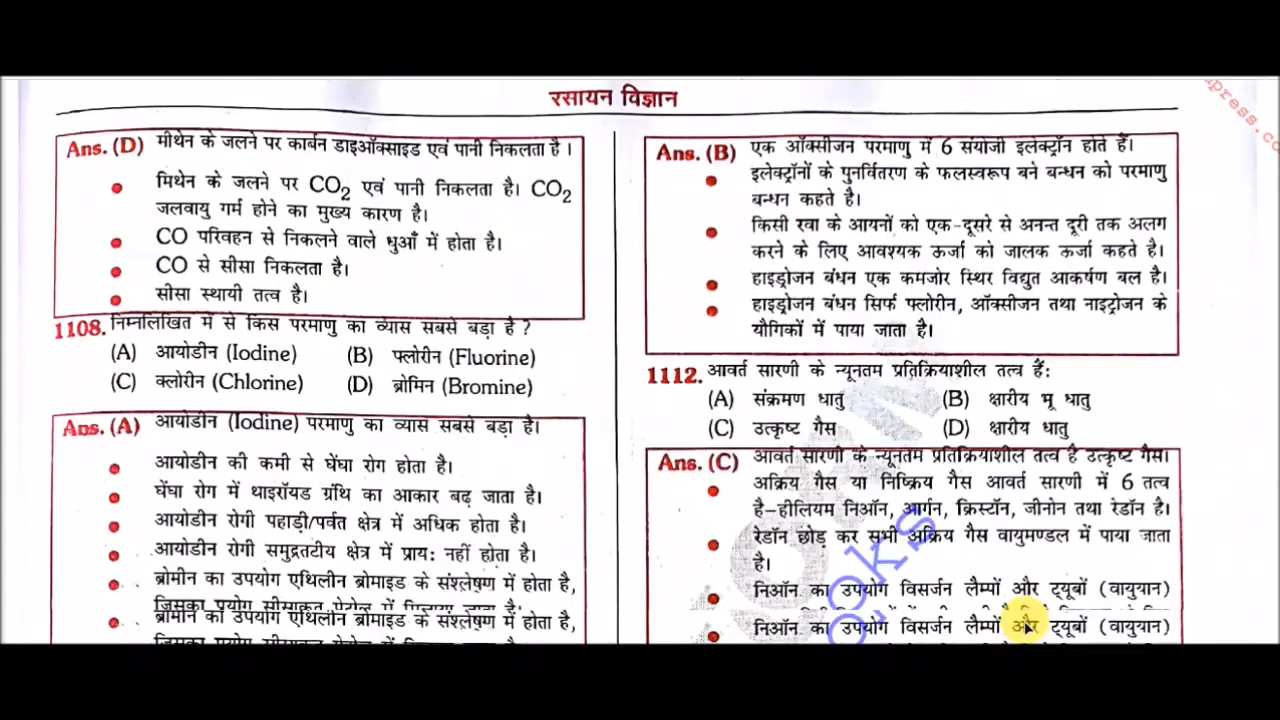 रसायन विज्ञान
Ans. (D) मीथेन के जलने पर कार्बन डाइऑक्साइड एवं पानी निकलता है।
मिथेन के जलने पर CO2 एवं पानी निकलता है। CO2
जलवायु गर्म होने का मुख्य कारण है।
CO परिवहन से निकलने वाले धुआँ में होता है।
CO से सीसा निकलता है।
सीसा स्थायी तत्व है।
1108. निम्नलिखित में से किस परमाणु का व्यास सबसे बड़ा है?
(A) आयोडीन (Iodine) (B) फ्लोरीन (Fluorine)
(C) क्लोरीन (Chlorine) (D) ब्रोमिन (Bromine)
Ans. (A) आयोडीन (Iodine) परमाणु का व्यास सबसे बड़ा है।
आयोडीन की कमी से घेंघा रोग होता है।
घेंघा रोग में थाइरॉयड ग्रंथि का आकार बढ़ जाता है।
आयोडीन रोगी पहाड़ी/पर्वत क्षेत्र में अधिक होता है।
आयोडीन रोगी समुद्रतटीय क्षेत्र में प्राय: नहीं होता है।
ब्रोमीन का उपयोग एथिलीन ब्रोमाइड के संश्लेषण में होता है,
ब्रोमीन का उपयोग एथिलीन ब्रोमाइड के संश्लेषण में होता है,
Ans. (B) एक ऑक्सीजन परमाणु में 6 संयोजी इलेक्ट्रॉन होते हैं।
इलेक्ट्रॉनों के पुनर्वितरण के फलस्वरूप बने बन्धन को परमाणु
बन्धन कहते है।
किसी रवा के आयनों को एक-दूसरे से अनन्त दूरी तक अलग
करने के लिए आवश्यक ऊर्जा को जालक ऊर्जा कहते है।
हाइड्रोजन बंधन एक कमजोर स्थिर विद्युत आकर्षण बल है।
हाइड्रोजन बंधन सिर्फ फ्लोरीन, ऑक्सीजन तथा नाइट्रोजन के
यौगिकों में पाया जाता है।
1112. आवर्त सारणी के न्यूनतम प्रतिक्रियाशील तत्व हैं:
(A) संक्रमण धातु (B) क्षारीय भू धातु
(C) उत्कृष्ट गैस (D) क्षारीय धातु
Ans. (C) आवर्त सारणी के न्यूनतम प्रतिक्रियाशील तत्व है उत्कृष्ट गैस।
अक्रिय गैस या निष्क्रिय गैस आवर्त सारणी में 6 तत्व
है-हीलियम निऑन, आर्गन, क्रिस्टॉन, जीनोन तथा रेडॉन है।
रेडॉन छोड़ कर सभी अक्रिय गैस वायुमण्डल में पाया जाता
है।
निऑन का उपयोग विसर्जन लैम्पों और ट्यूबों (वायुयान)
निऑन का उपयोग विसर्जन लैम्पों और ट्यूबों (वायुयान)